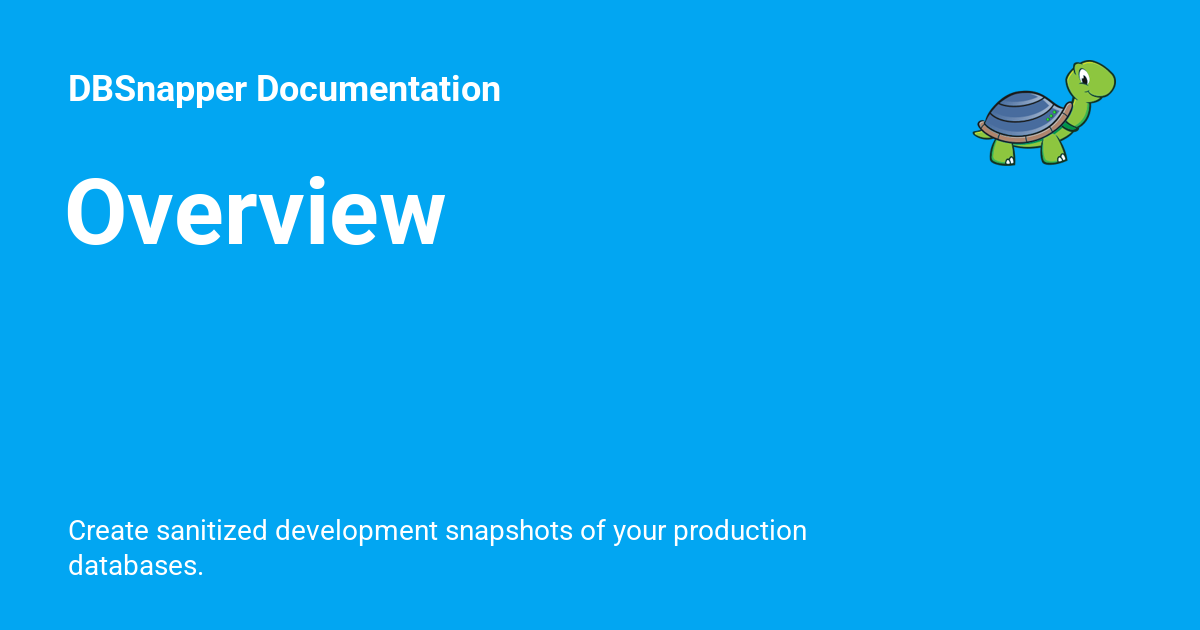 DBSnapper Documentation
Overview
Create sanitized development snapshots of your production
databases.